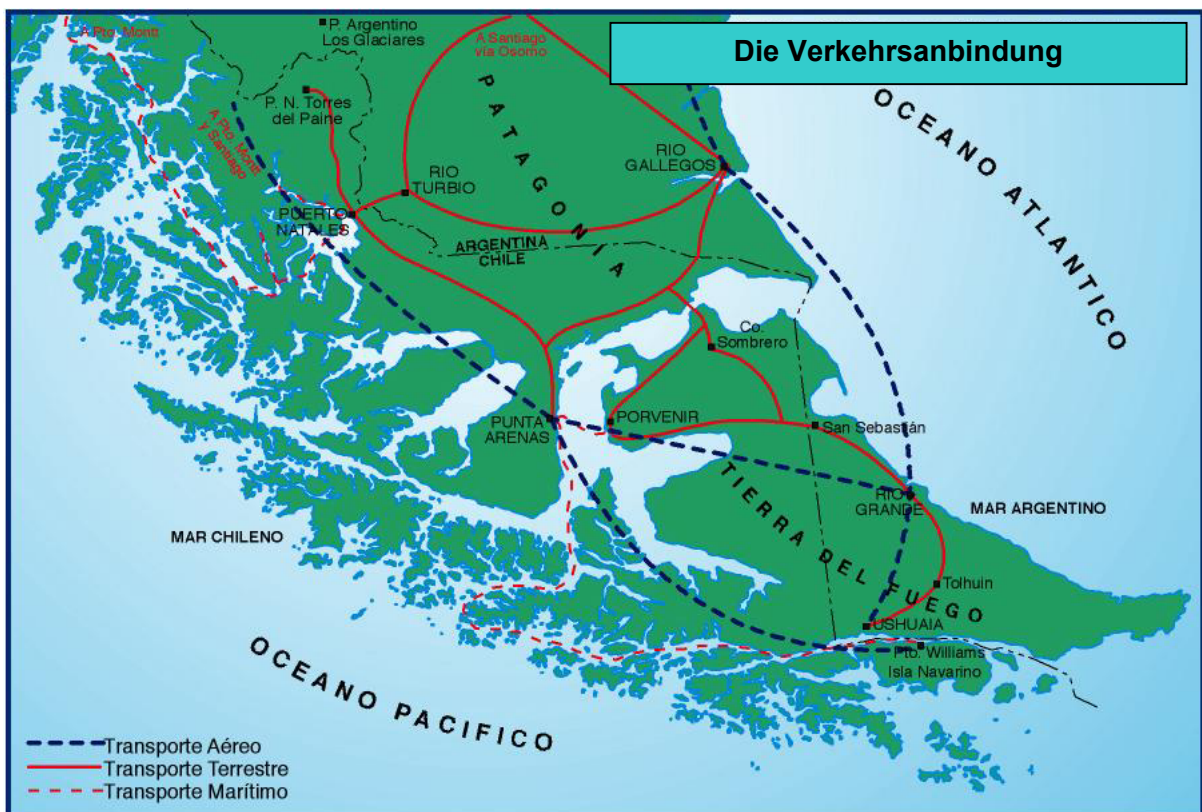 Die Verkehrsanbindung
A Pto. Montt
P. Argentino
Los Glaciares
A Santiago
vía Osorno
P. N. Torres
del Paine
A Pto. Montt
y Santiago
PATAGONIA
OCEANO ATLANTICO
RIO
GALLEGOS
RIO
TURBIO
PUERTO
NATALES
ARGENTINA
CHILE
Co.
Sombrero
PUNTA
ARENAS
PORVENIR
San Sebastián
TIERRA DEL FUEGO
RIO
GRANDE
MAR ARGENTINO
MAR CHILENO
Tolhuin
USHUAIA
Pto. Williams
Isla Navarino
OCEANO PACIFICO
Transporte Aéreo
Transporte Terrestre
Transporte Marítimo